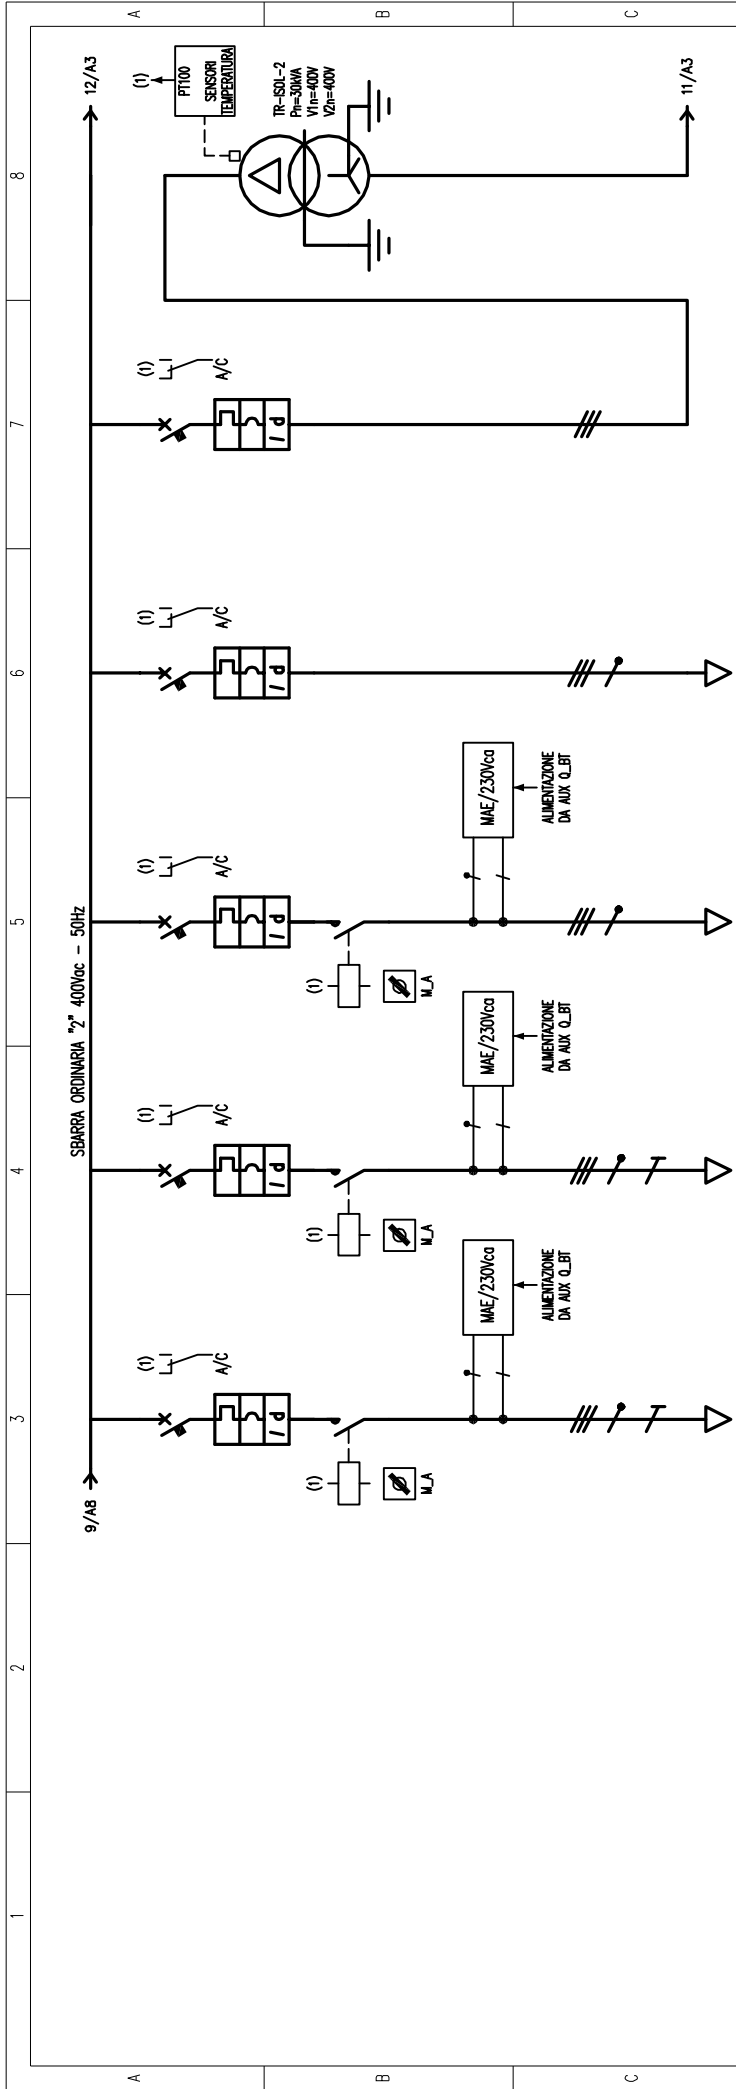 1
2
3
4
5
6
7
8
A
B
C
A
B
C
9/A8
SBARRA ORDINARIA "2" 400Vac - 50Hz
12/A3
(1)
A/C
(1)
A/C
(1)
A/C
(1)
A/C
(1)
A/C
(1)
PT100
SENSORI
TEMPERATURA
Id
Id
Id
Id
Id
TR-ISOL-2
Pn=30kVA
V1n=400V
V2n=400V
(1)
M_A
(1)
M_A
(1)
M_A
MAE/230Vca
MAE/230Vca
MAE/230Vca
ALIMENTAZIONE
DA AUX Q_BT
ALIMENTAZIONE
DA AUX Q_BT
ALIMENTAZIONE
DA AUX Q_BT
11/A3